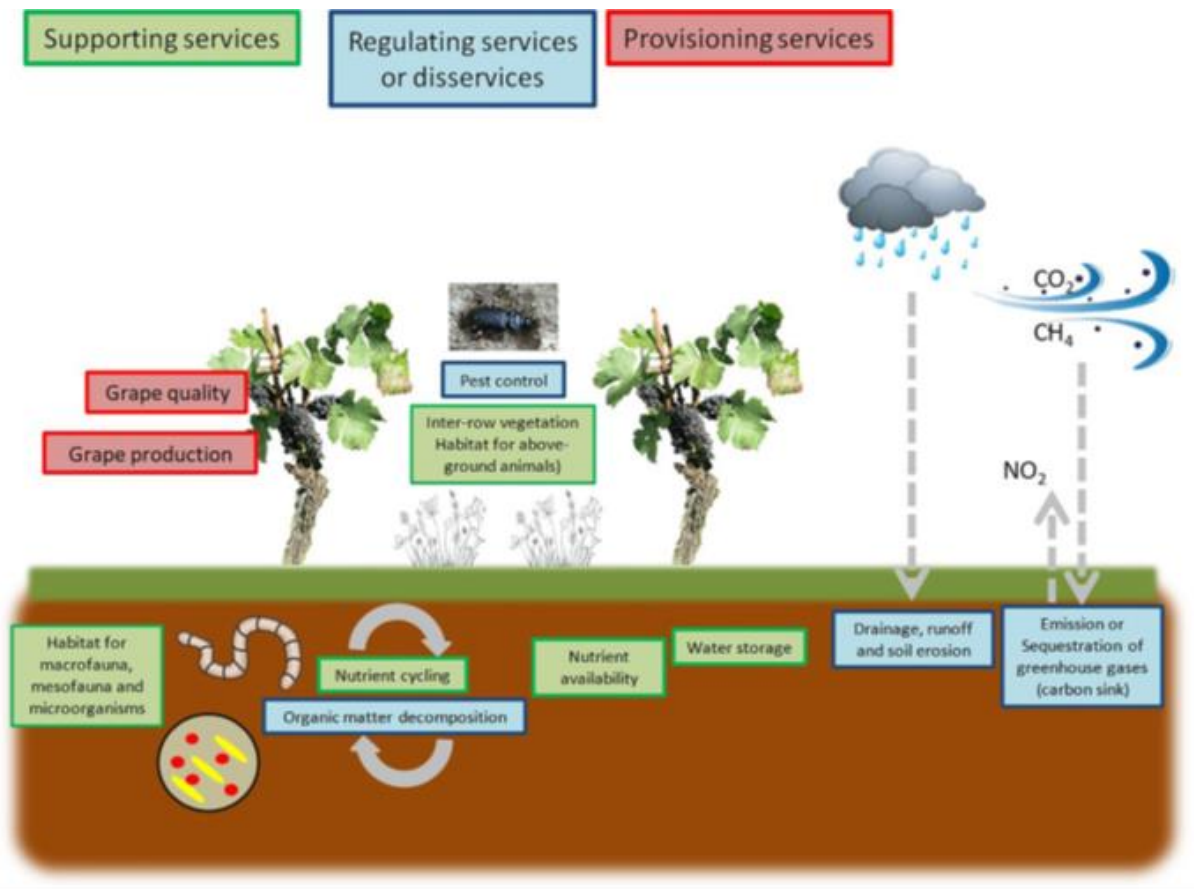 Supporting services
Regulating services
or disservices
Provisioning services
CO2
CH4
Grape quality
Grape production
Pest control
Inter-row vegetation
Habitat for above-
ground animals)
NO2
Habitat for
macrofauna,
mesofauna and
microorganisms
Nutrient cycling
Organic matter decomposition
Nutrient
availability
Water storage
Drainage, runoff
and soil erosion
Emission or
Sequestration of
greenhouse gases
(carbon sink)